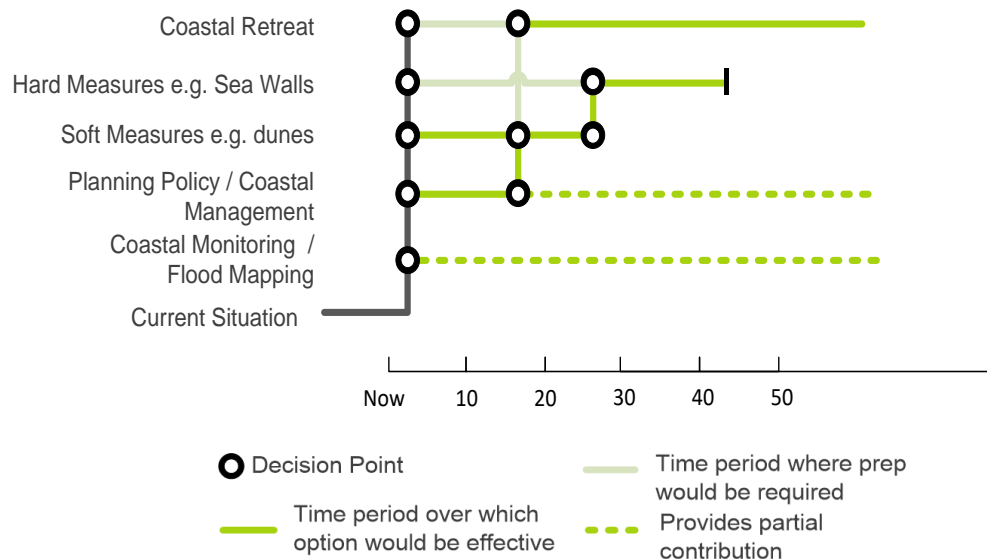 Coastal Retreat
Hard Measures e.g. Sea Walls
Soft Measures e.g. dunes
Planning Policy / Coastal
Management
Coastal Monitoring /
Flood Mapping
Current Situation
Now 10 20 30 40 50
Decision Point
Time period where prep
would be required
Time period over which
option would be effective
Provides partial
contribution